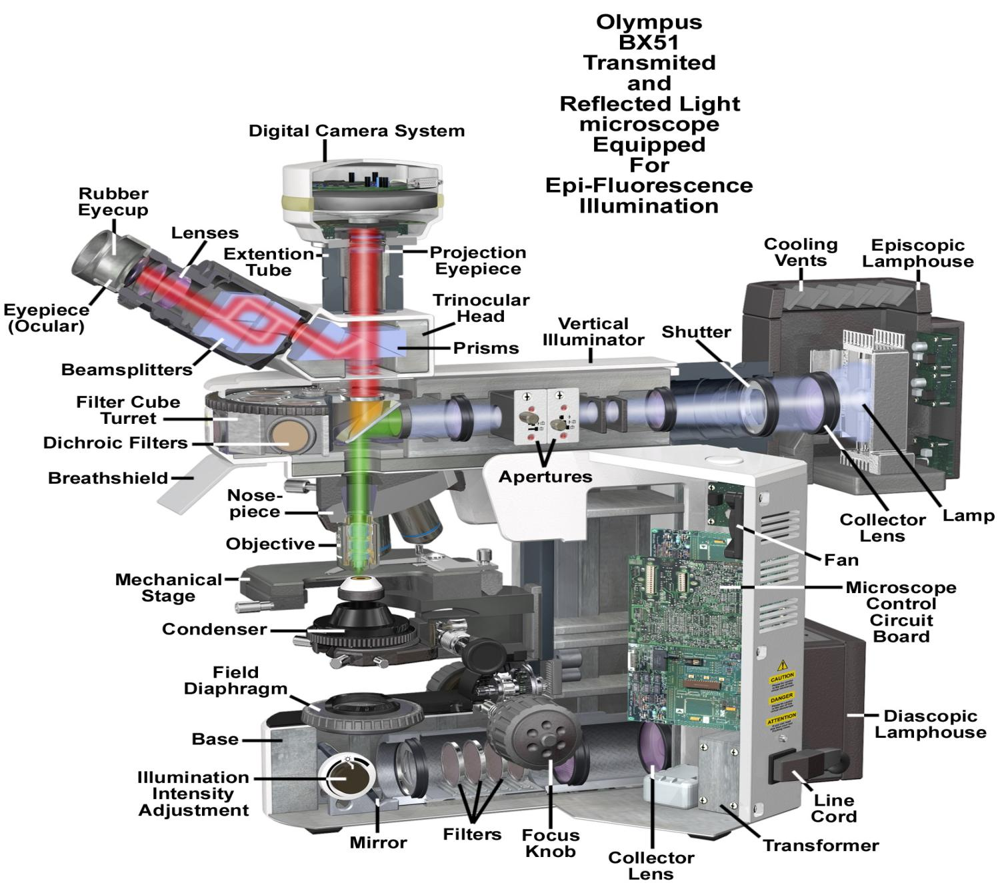 Olympus
BX51
Transmited
and
Reflected Light
microscope
Equipped
For
Epi-Fluorescence
Illumination
Digital Camera System
Rubber
Eyecup
Lenses
Extention
Tube
Projection
Eyepiece
Cooling
Vents
Episcopic
Lamphouse
Eyepiece
(Ocular)
Trinocular
Head
Vertical
Illuminator
Shutter
Prisms
Beamsplitters
Filter Cube
Turret
Dichroic Filters
Breathshield
Apertures
Nose-
piece
Collector
Lens
Lamp
Objective
Fan
Mechanical
Stage
Microscope
Control
Circuit
Board
Condenser
Field
Diaphragm
CAUTION
DANGER
ATTENTION
Diascopic
Lamphouse
Base
Illumination
Intensity
Adjustment
Line
Cord
Mirror
Filters
Focus
Knob
Collector
Lens
Transformer